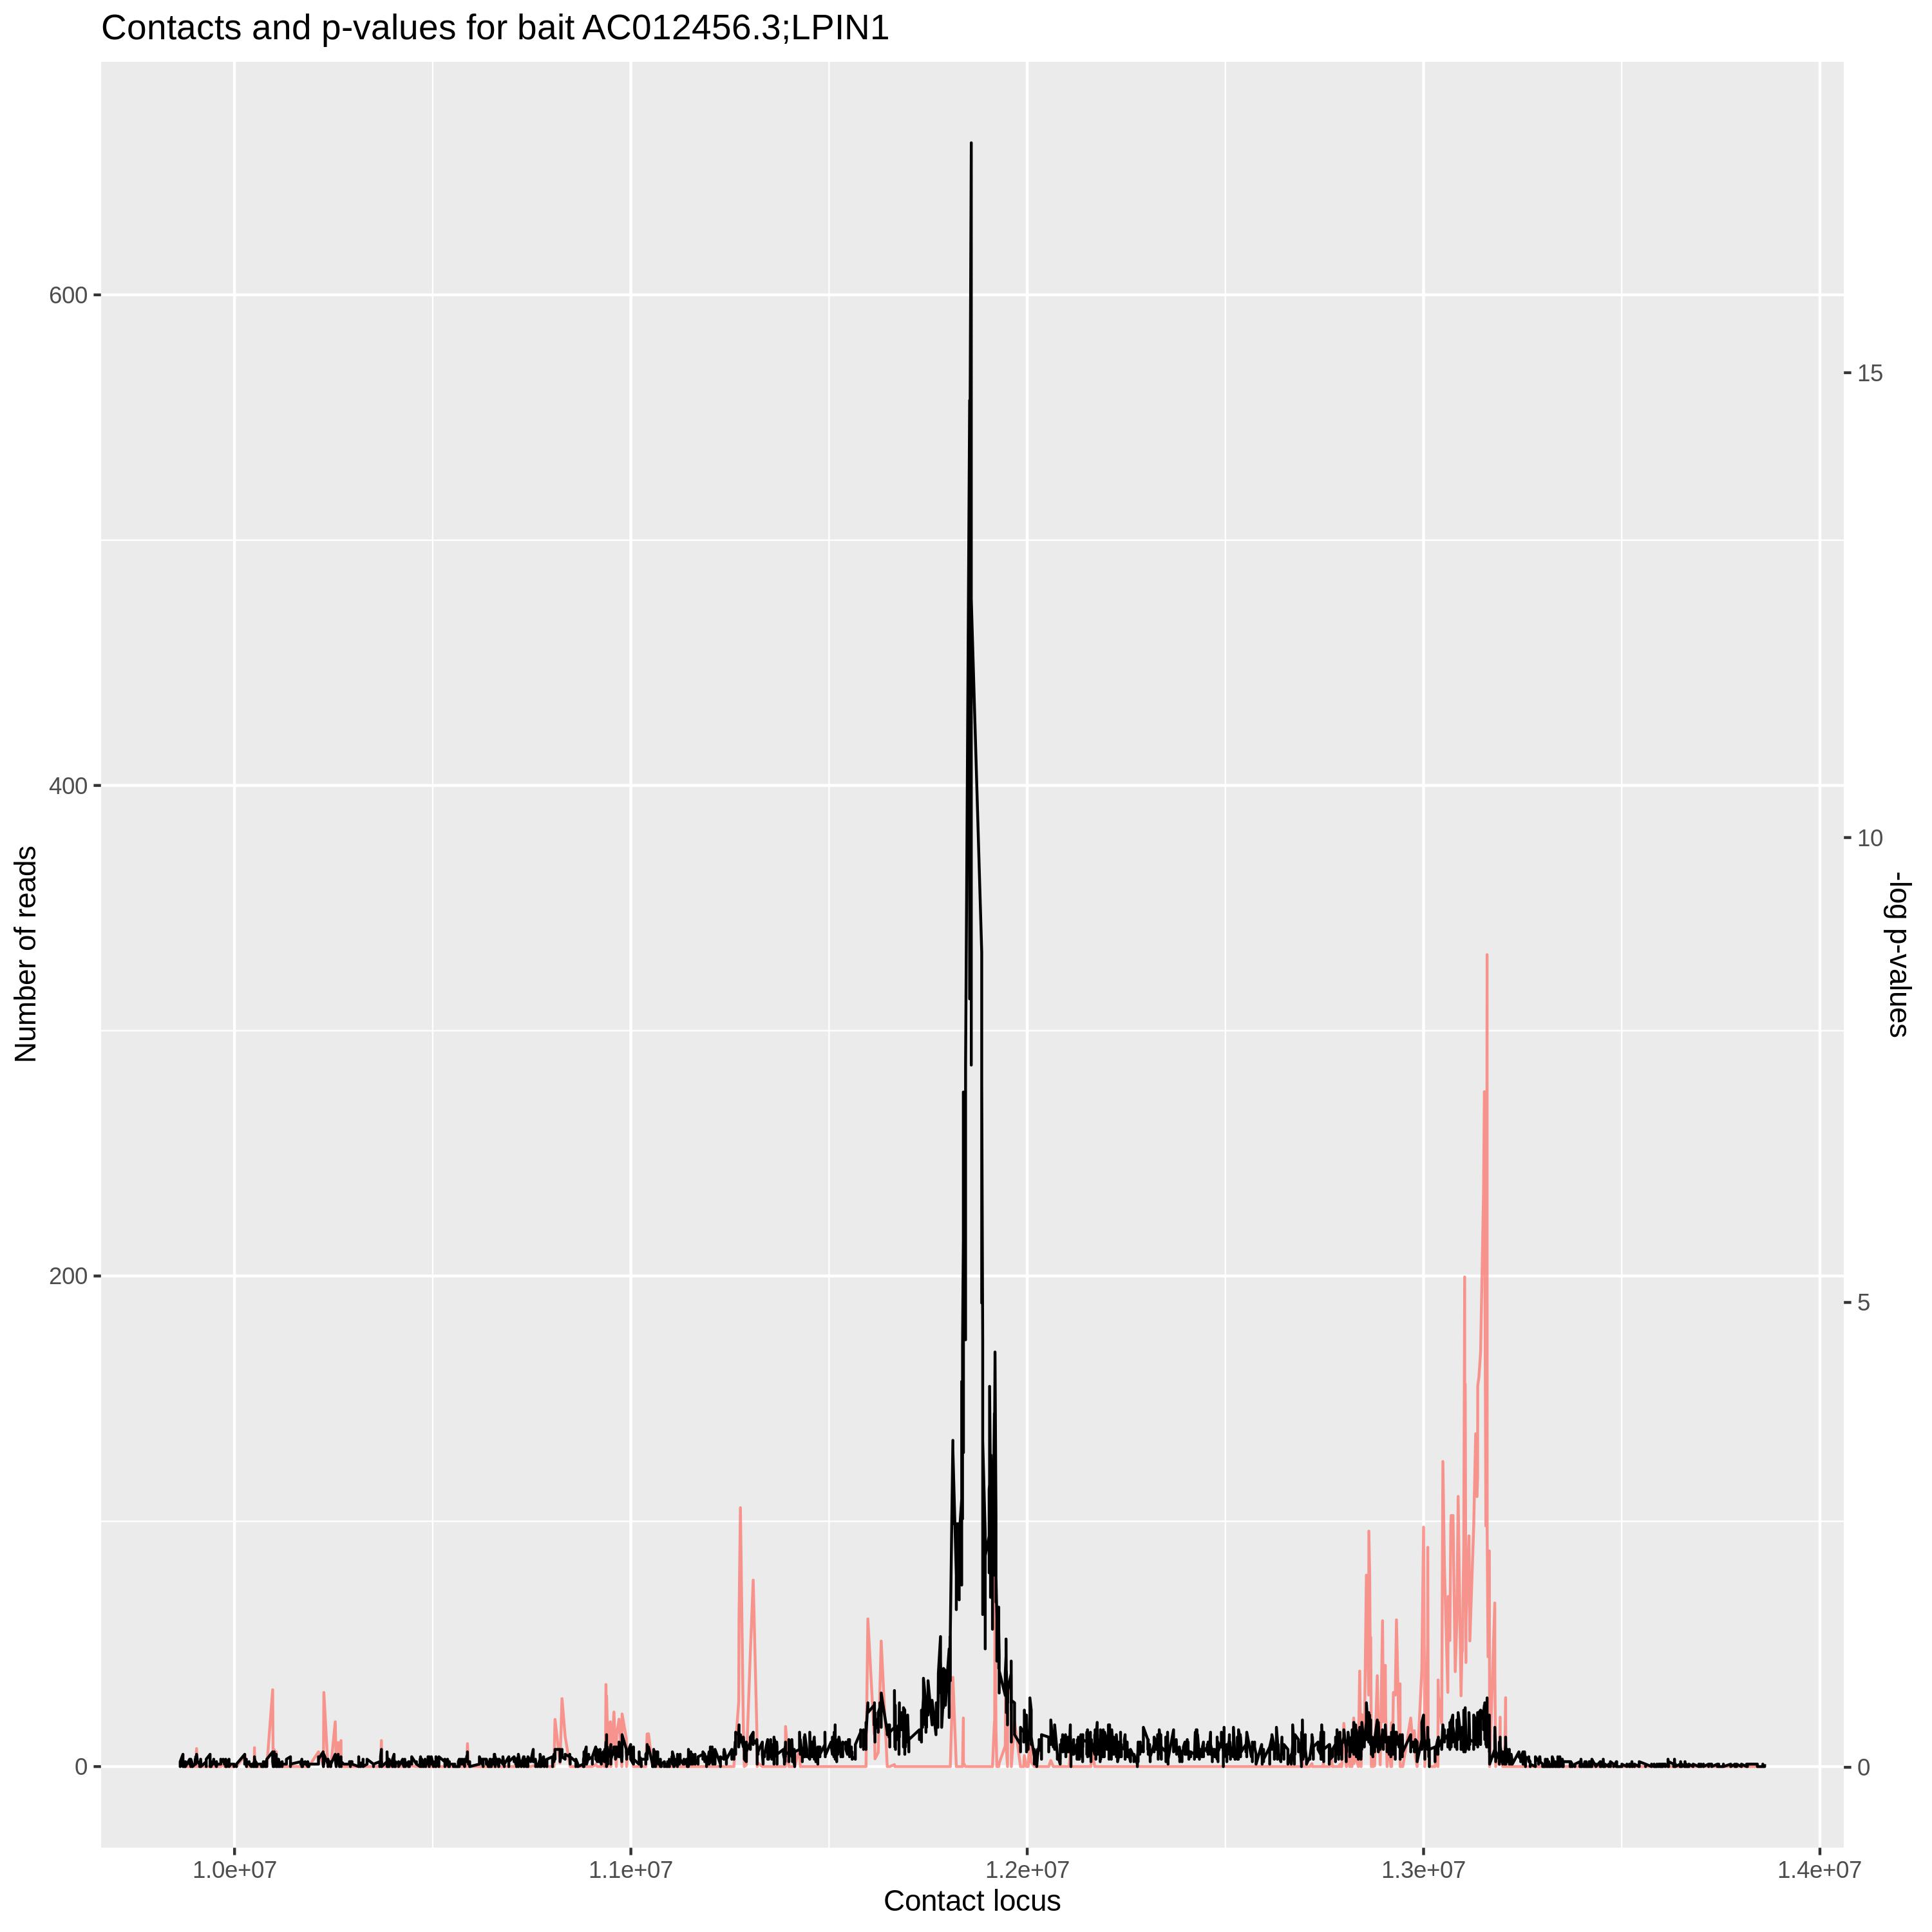 Contacts and p-values for bait AC012456.3;LPIN1
600
400
200
0
Number of reads
15
10
5
0
-log p-values
1.0e+07 1.1e+07 1.2e+07 1.3e+07 1.4e+07
Contact locus